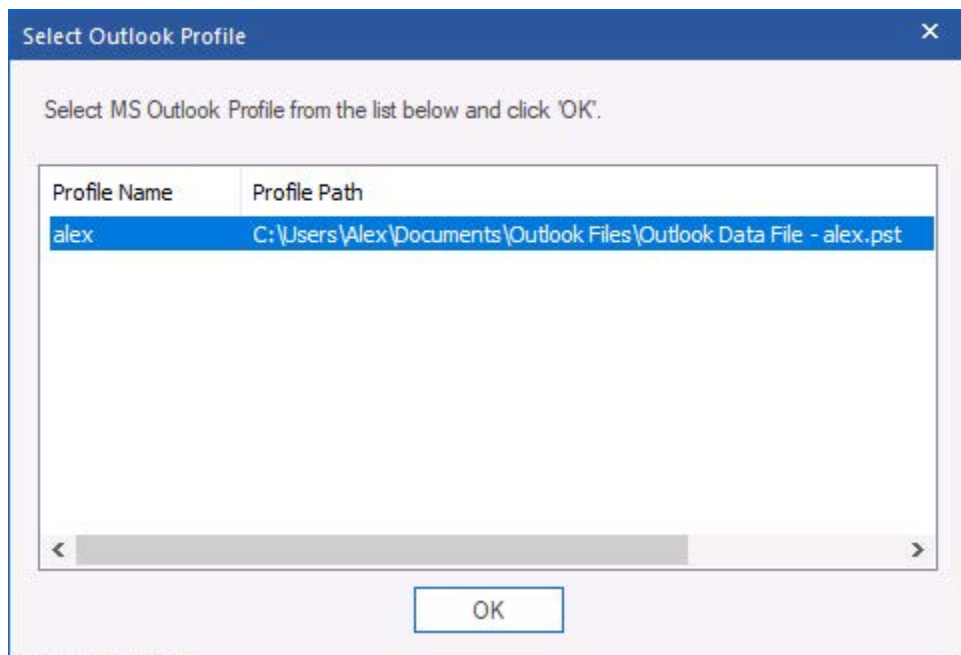 Select Outlook Profile
Select MS Outlook Profile from the list below and click 'OK'.
Profile Name Profile Path
alex C:\Users\Alex\Documents\Outlook Files\Outlook Data File - alex.pst
OK